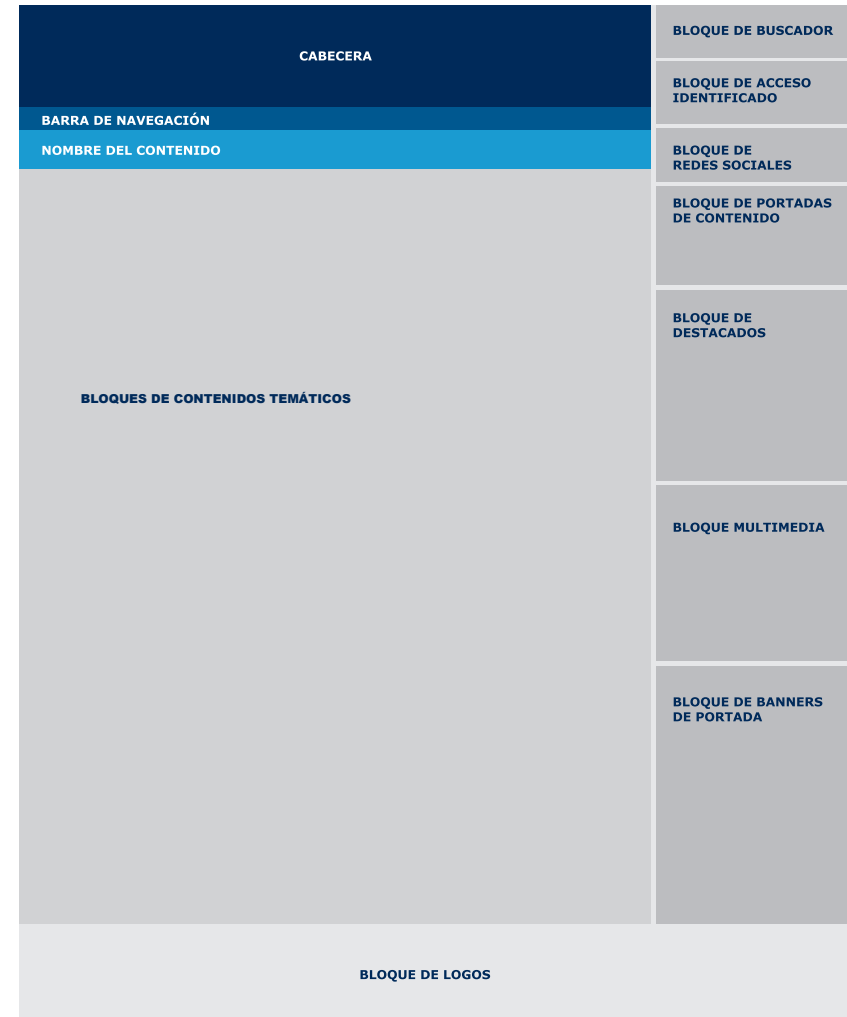 CABECERA
BARRA DE NAVEGACIÓN
NOMBRE DEL CONTENIDO
BLOQUES DE CONTENIDOS TEMÁTICOS
BLOQUE DE BUSCADOR
BLOQUE DE ACCESO
IDENTIFICADO
BLOQUE DE
REDES SOCIALES
BLOQUE DE PORTADAS
DE CONTENIDO
BLOQUE DE
DESTACADOS
BLOQUE MULTIMEDIA
BLOQUE DE BANNERS
DE PORTADA
BLOQUE DE LOGOS